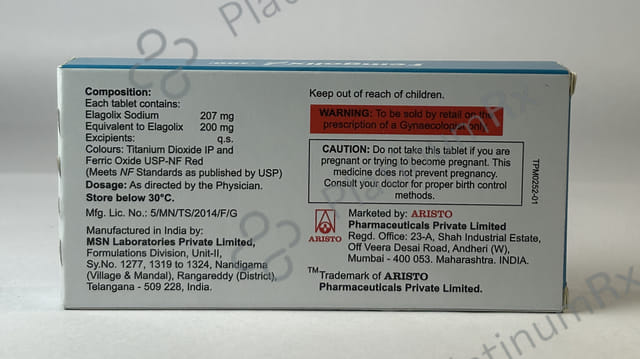 Composition:
Each tablet contains:
Elagolix Sodium 207 mg
Equivalent to Elagolix 200 mg
Excipients: q.s.
Colours: Titanium Dioxide IP and
Ferric Oxide USP-NF Red
(Meets NF Standards as published by USP)
Dosage: As directed by the Physician.
Store below 30°C.
Mfg. Lic. No.: 5/MN/TS/2014/F/G
Manufactured in India by:
MSN Laboratories Private Limited,
Formulations Division, Unit-II,
Sy.No. 1277, 1319 to 1324, Nandigama
(Village & Mandal), Rangareddy (District),
Telangana - 509 228, India.
Keep out of reach of children.
WARNING: To be sold by retail on the
prescription of a Gynaecologist only.
CAUTION: Do not take this tablet if you are
pregnant or trying to become pregnant. This
medicine does not prevent pregnancy.
Consult your doctor for proper birth control
methods.
ARISTO
Marketed by: ARISTO
Pharmaceuticals Private Limited
Regd. Office: 23-A, Shah Industrial Estate,
Off Veera Desai Road, Andheri (W),
Mumbai - 400 053. Maharashtra. INDIA.
TM Trademark of ARISTO
Pharmaceuticals Private Limited.
TPM0252-01
PlatinumRx